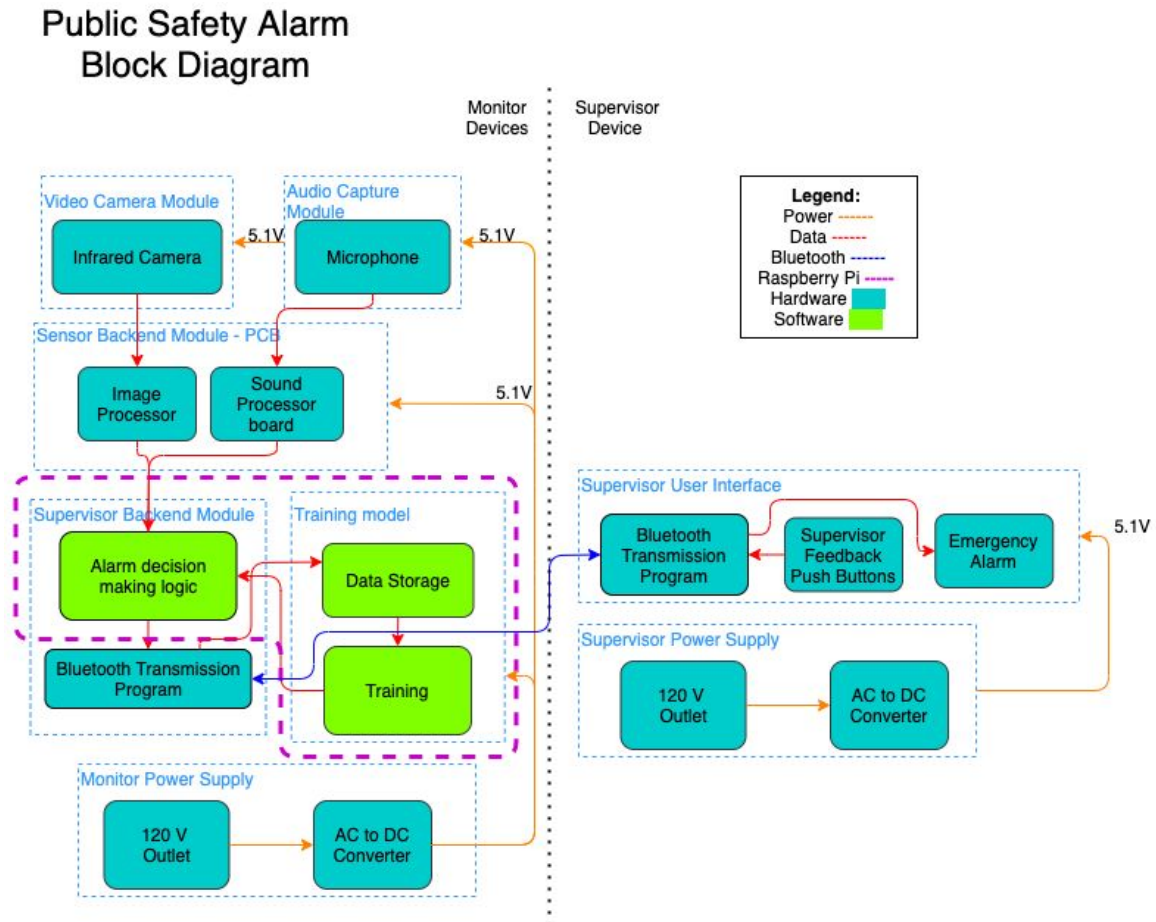 Public Safety Alarm
Block Diagram
Monitor
Devices
Supervisor
Device
Video Camera Module
Infrared Camera
5.1V
Audio Capture
Module
Microphone
5.1V
Legend:
Power ------
Data ------
Bluetooth ------
Raspberry Pi -----
Hardware
Software
Sensor Backend Module - PCB
Image
Processor
Sound
Processor
board
5.1V
Supervisor Backend Module
Alarm decision
making logic
Bluetooth Transmission
Program
Training model
Data Storage
Training
Supervisor User Interface
Bluetooth
Transmission
Program
Supervisor
Feedback
Push Buttons
Emergency
Alarm
5.1V
Supervisor Power Supply
120 V
Outlet
AC to DC
Converter
Monitor Power Supply
120 V
Outlet
AC to DC
Converter